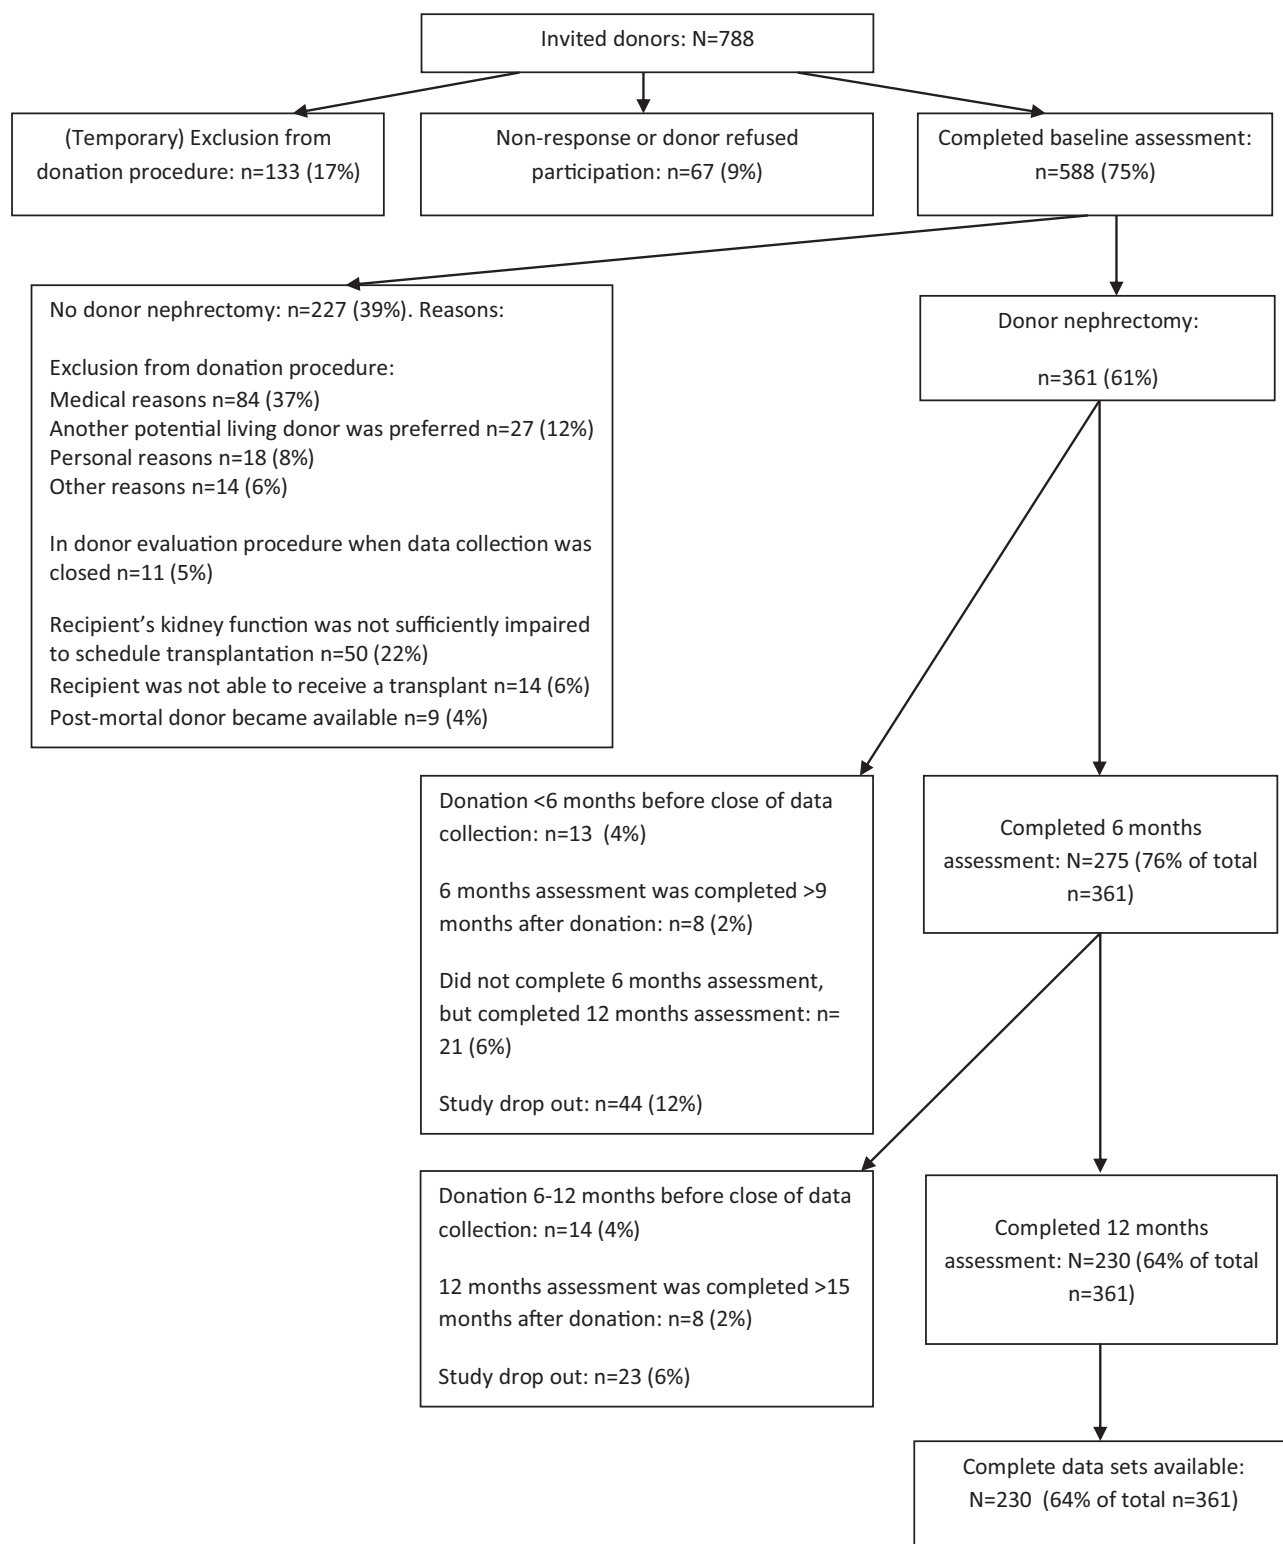 Invited donors: N=788
(Temporary) Exclusion from
donation procedure: n=133 (17%)
Non-response or donor refused
participation: n=67 (9%)
Completed baseline assessment:
n=588 (75%)
No donor nephrectomy: n=227 (39%). Reasons:
Exclusion from donation procedure:
Medical reasons n=84 (37%)
Another potential living donor was preferred n=27 (12%)
Personal reasons n=18 (8%)
Other reasons n=14 (6%)
In donor evaluation procedure when data collection was
closed n=11 (5%)
Recipient’s kidney function was not sufficiently impaired
to schedule transplantation n=50 (22%)
Recipient was not able to receive a transplant n=14 (6%)
Post-mortal donor became available n=9 (4%)
Donor nephrectomy:
n=361 (61%)
Donation <6 months before close of data
collection: n=13  (4%)
6 months assessment was completed >9
months after donation: n=8 (2%)
Did not complete 6 months assessment,
but completed 12 months assessment: n=
21 (6%)
Study drop out: n=44 (12%)
Completed 6 months
assessment: N=275 (76% of total
n=361)
Donation 6-12 months before close of data
collection: n=14 (4%)
12 months assessment was completed >15
months after donation: n=8 (2%)
Study drop out: n=23 (6%)
Completed 12 months
assessment: N=230 (64% of total
n=361)
Complete data sets available:
N=230  (64% of total n=361)